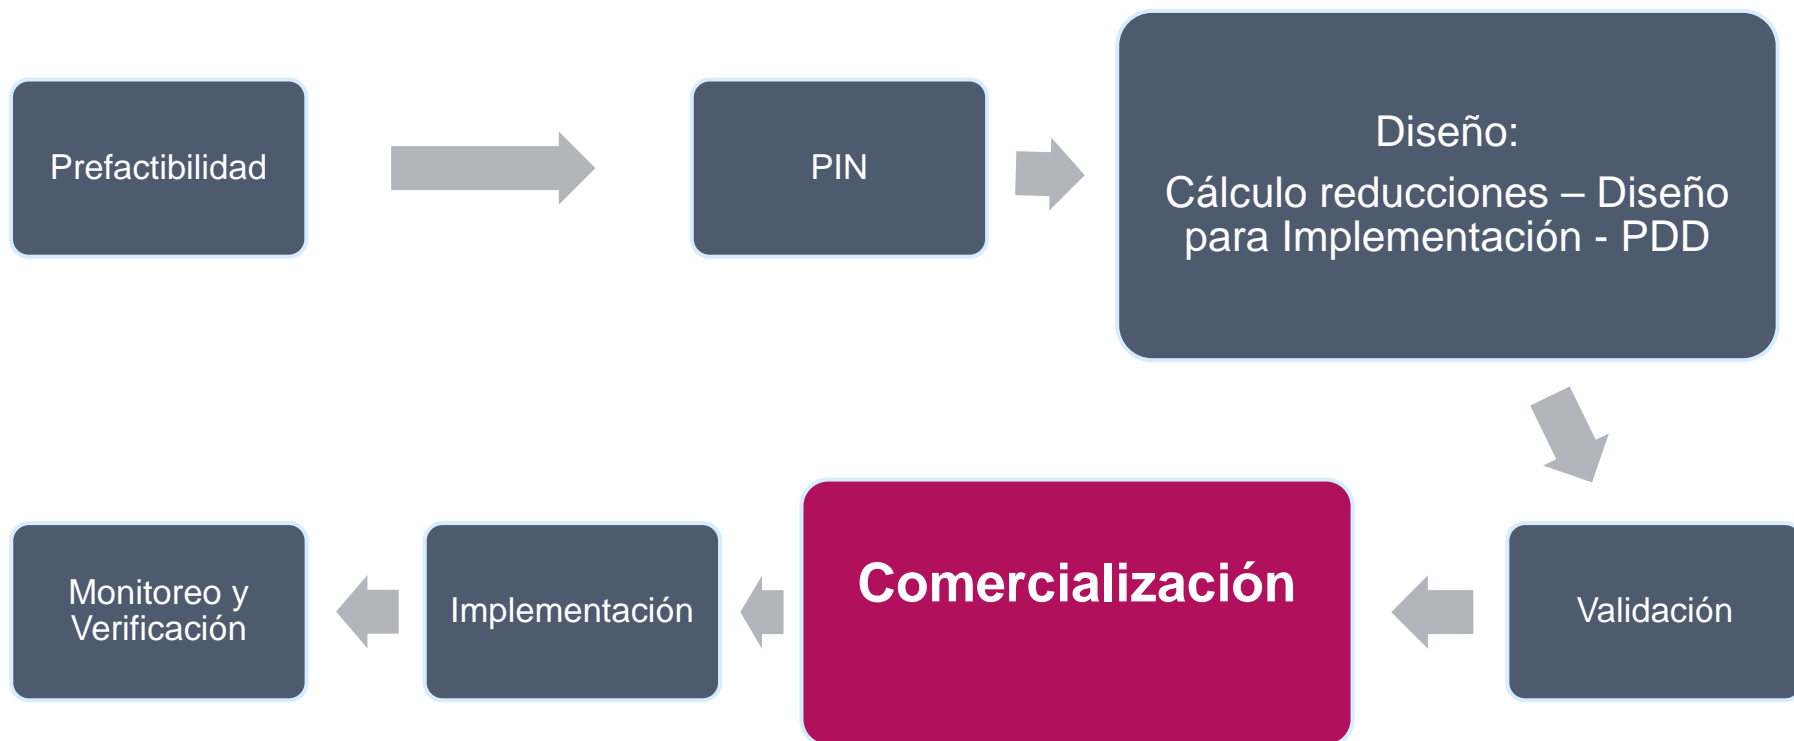 Prefactibilidad
PIN
Diseño:
Cálculo reducciones – Diseño
para Implementación - PDD
Validación
Comercialización
Implementación
Monitoreo y
Verificación